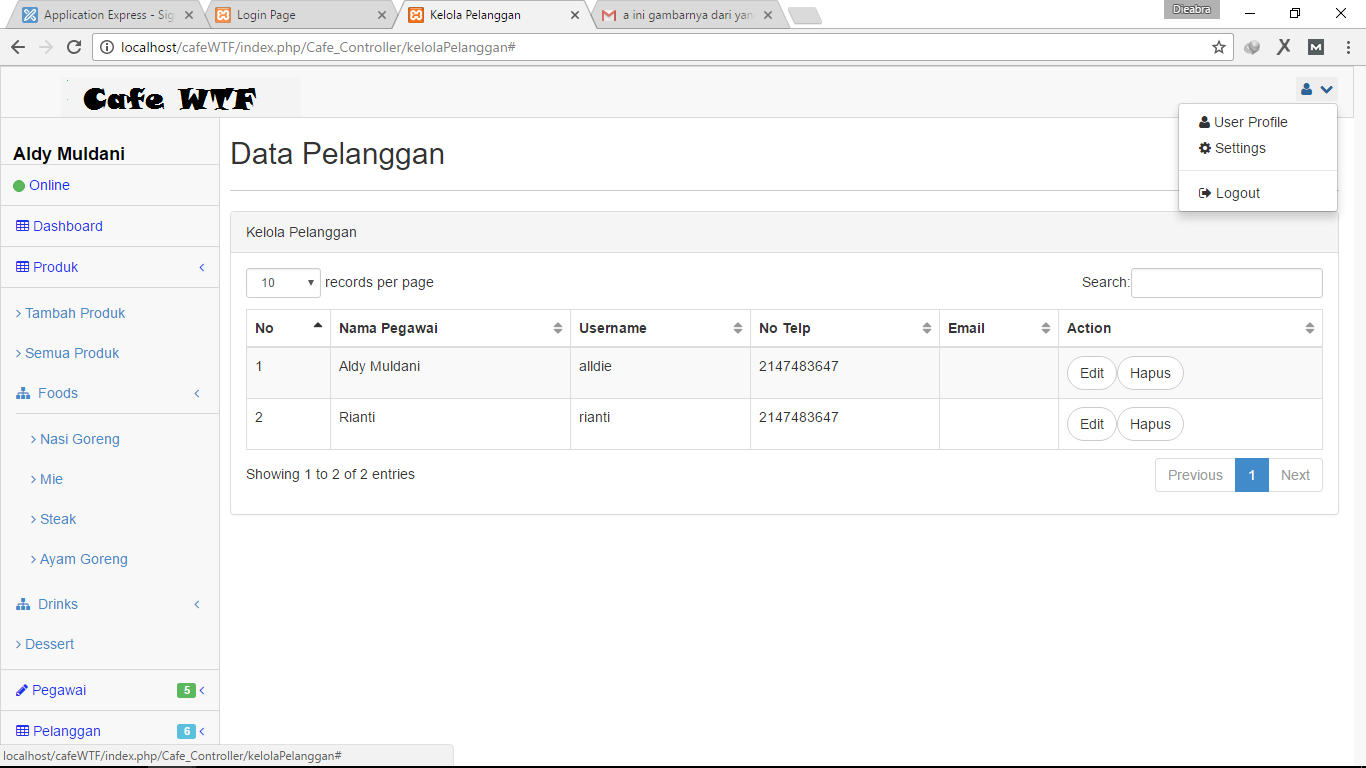 Application Express - Sig
Login Page
Kelola Pelanggan
a ini gambarnya dari yan
Dieabra
localhost/cafeWTF/index.php/Cafe_Controller/kelolaPelanggan#
Cafe WTF
User Profile
Settings
Logout
Aldy Muldani
Online
Dashboard
Produk
Tambah Produk
Semua Produk
Foods
Nasi Goreng
Mie
Steak
Ayam Goreng
Drinks
Dessert
Pegawai 5
Pelanggan 6
Data Pelanggan
Kelola Pelanggan
10 records per page
Search:
No Nama Pegawai Username No Telp Email Action
1 Aldy Muldani alldie 2147483647 Edit Hapus
2 Rianti rianti 2147483647 Edit Hapus
Showing 1 to 2 of 2 entries
Previous 1 Next
localhost/cafeWTF/index.php/Cafe_Controller/kelolaPelanggan#